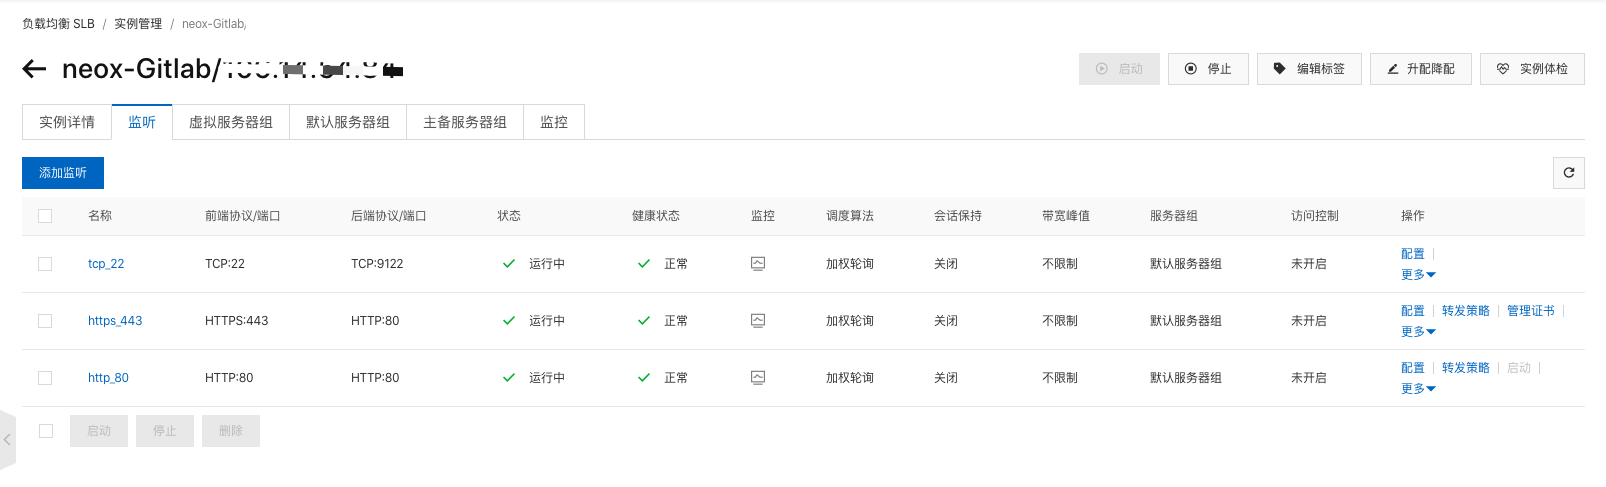 负载均衡 SLB / 实例管理 / neox-Gitlab/
neox-Gitlab/
启动 停止 编辑标签 升配降配 实例体检
实例详情 监听 虚拟服务器组 默认服务器组 主备服务器组 监控
添加监听
名称 前端协议/端口 后端协议/端口 状态 健康状态 监控 调度算法 会话保持 带宽峰值 服务器组 访问控制 操作
tcp_22 TCP:22 TCP:9122 运行中 正常 加权轮询 关闭 不限制 默认服务器组 未开启 配置
更多
https_443 HTTPS:443 HTTP:80 运行中 正常 加权轮询 关闭 不限制 默认服务器组 未开启 配置 转发策略 管理证书
更多
http_80 HTTP:80 HTTP:80 运行中 正常 加权轮询 关闭 不限制 默认服务器组 未开启 配置 转发策略 启动
更多
启动 停止 删除